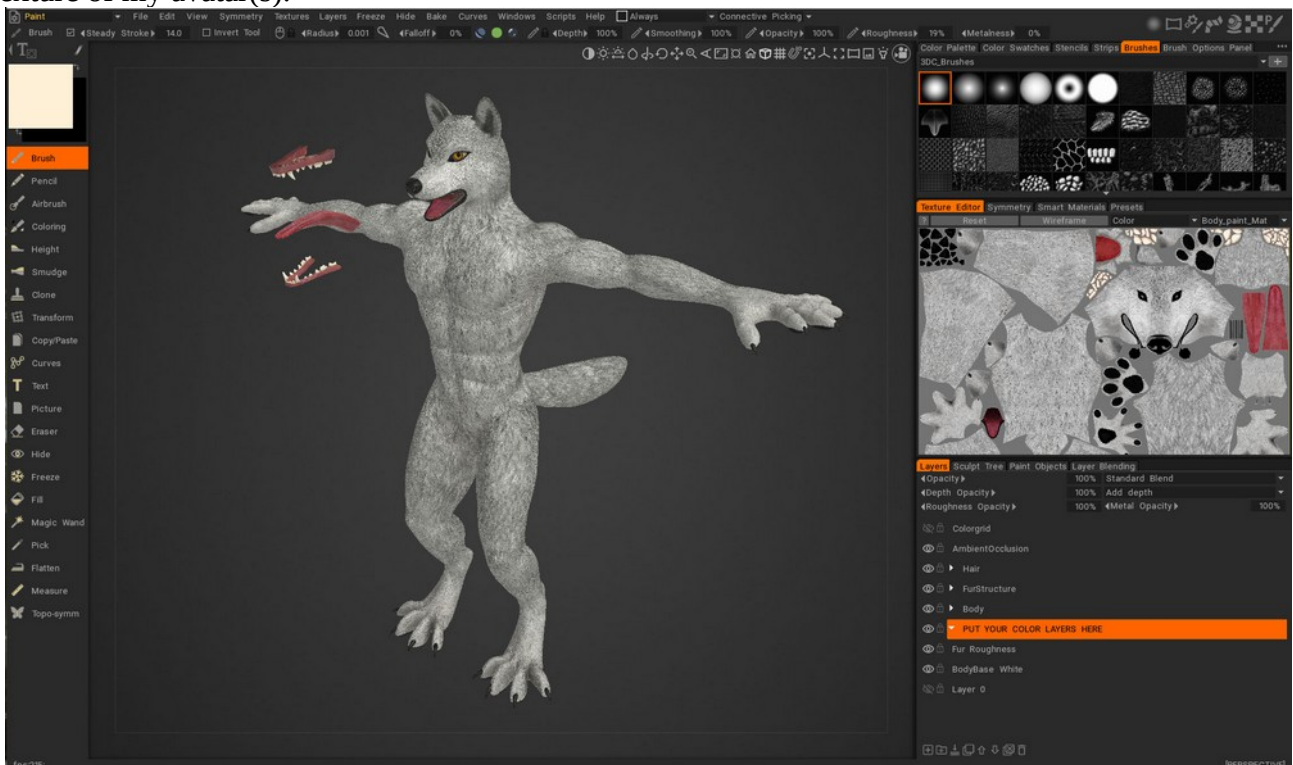 of my avatar(s).
Paint File Edit View Symmetry Textures Layers Freeze Hide Bake Curves Windows Scripts Help Always Connective Picking
Brush Steady Stroke 14.0 Invert Tool Radius 0.001 Falloff 0% Depth 100% Smoothing 100% Opacity 100% Roughness 19% Metalness 0%
Color Palette Color Swatches Stencils Strips Brushes Brush Options Panel
3DC_Brushes
Brush
Pencil
Airbrush
Coloring
Height
Smudge
Clone
Transform
Copy/Paste
Curves
Text
Picture
Eraser
Hide
Freeze
Fill
Magic Wand
Pick
Flatten
Measure
Topo-symm
Texture Editor Symmetry Smart Materials Presets
? Reset Wireframe Color Body_paint_Mat
Layers Sculpt Tree Paint Objects Layer Blending
Opacity 100% Standard Blend
Depth Opacity 100% Add depth
Roughness Opacity 100% Metal Opacity 100%
Colorgrid
AmbientOcclusion
Hair
FurStructure
Body
PUT YOUR COLOR LAYERS HERE
Fur Roughness
BodyBase White
Layer 0